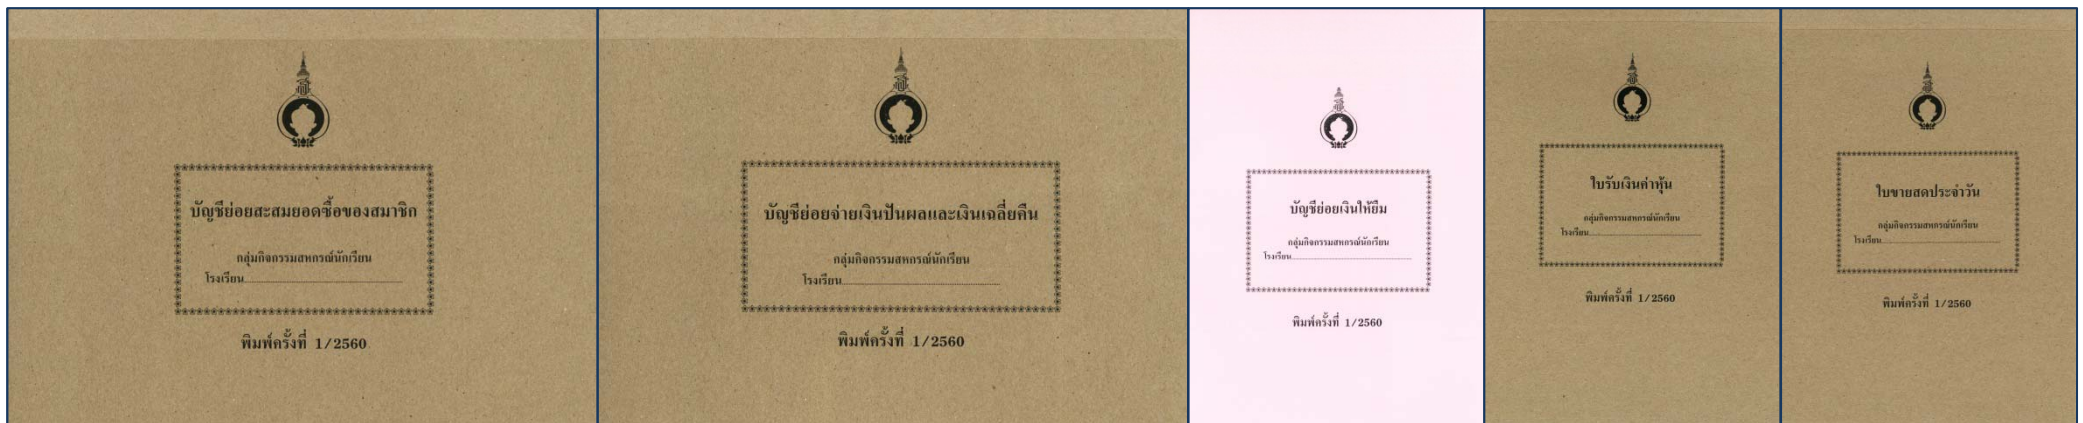 บัญชีย่อยสะสมยอดซื้อของสมาชิก
กลุ่มกิจกรรมสหกรณ์นักเรียน
โรงเรียน
พิมพ์ครั้งที่ 1/2560
บัญชีย่อยจ่ายเงินปันผลและเงินเฉลี่ยคืน
กลุ่มกิจกรรมสหกรณ์นักเรียน
โรงเรียน
พิมพ์ครั้งที่ 1/2560
บัญชีย่อยเงินให้ยืม
กลุ่มกิจกรรมสหกรณ์นักเรียน
โรงเรียน
พิมพ์ครั้งที่ 1/2560
ใบรับเงินค่าหุ้น
กลุ่มกิจกรรมสหกรณ์นักเรียน
โรงเรียน
พิมพ์ครั้งที่ 1/2560
ใบขายสดประจำวัน
กลุ่มกิจกรรมสหกรณ์นักเรียน
โรงเรียน
พิมพ์ครั้งที่ 1/2560